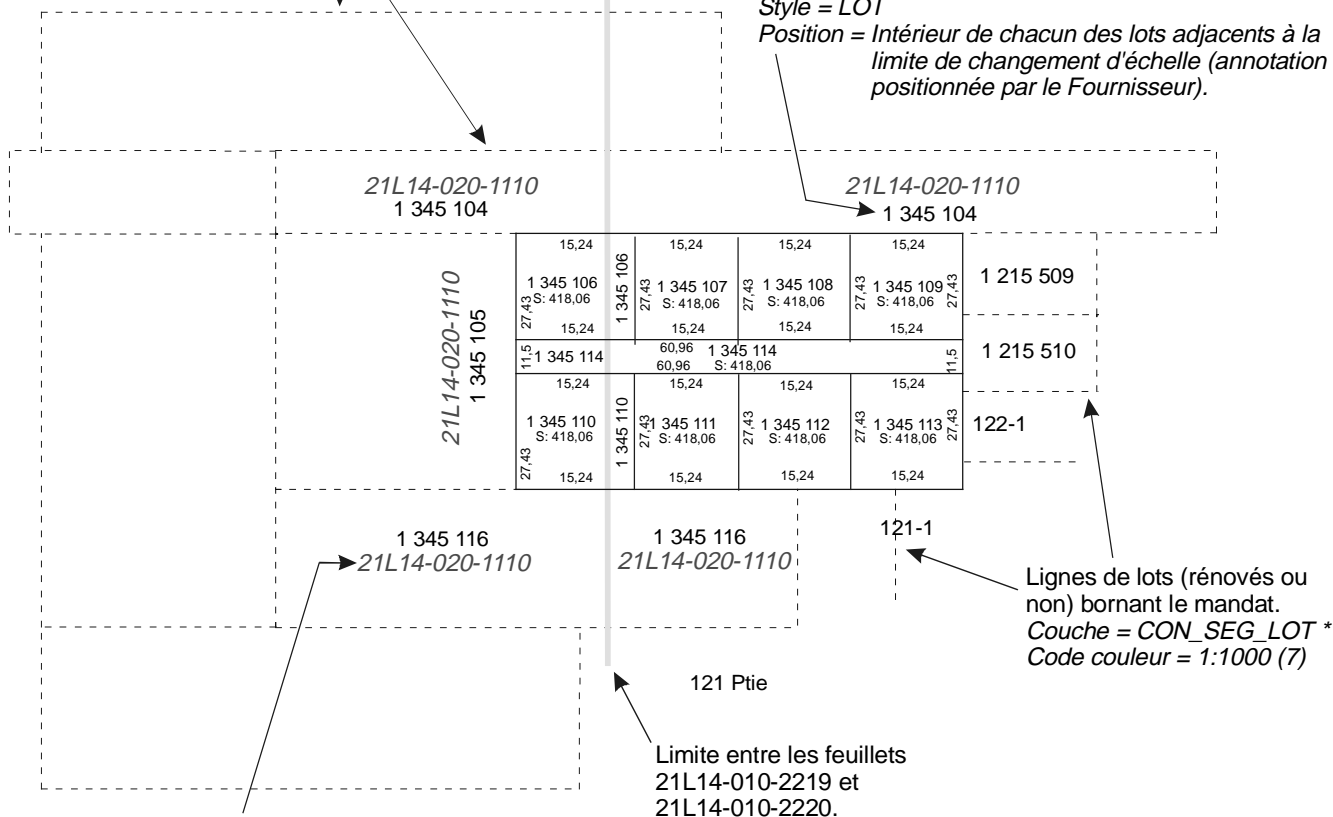 Style = LOT
Position = Intérieur de chacun des lots adjacents à la
limite de changement d'échelle (annotation
positionnée par le Fournisseur).
21L14-020-1110
1 345 104
21L14-020-1110
1 345 104
21L14-020-1110
1 345 105
15,24
15,24
15,24
15,24
1 345 106
S: 418,06
27,43
15,24
1 345 106
27,43
1 345 107
S: 418,06
15,24
27,43
1 345 108
S: 418,06
15,24
27,43
1 345 109
S: 418,06
27,43
15,24
1 215 509
11,5
1 345 114
60,96
60,96
1 345 114
S: 418,06
11,5
1 215 510
15,24
15,24
15,24
15,24
1 345 110
S: 418,06
27,43
15,24
1 345 110
27,43
1 345 111
S: 418,06
15,24
27,43
1 345 112
S: 418,06
15,24
27,43
1 345 113
S: 418,06
27,43
15,24
122-1
1 345 116
21L14-020-1110
1 345 116
21L14-020-1110
121-1
Lignes de lots (rénovés ou
non) bornant le mandat.
Couche = CON_SEG_LOT *
Code couleur = 1:1000 (7)
121 Ptie
Limite entre les feuillets
21L14-010-2219 et
21L14-010-2220.